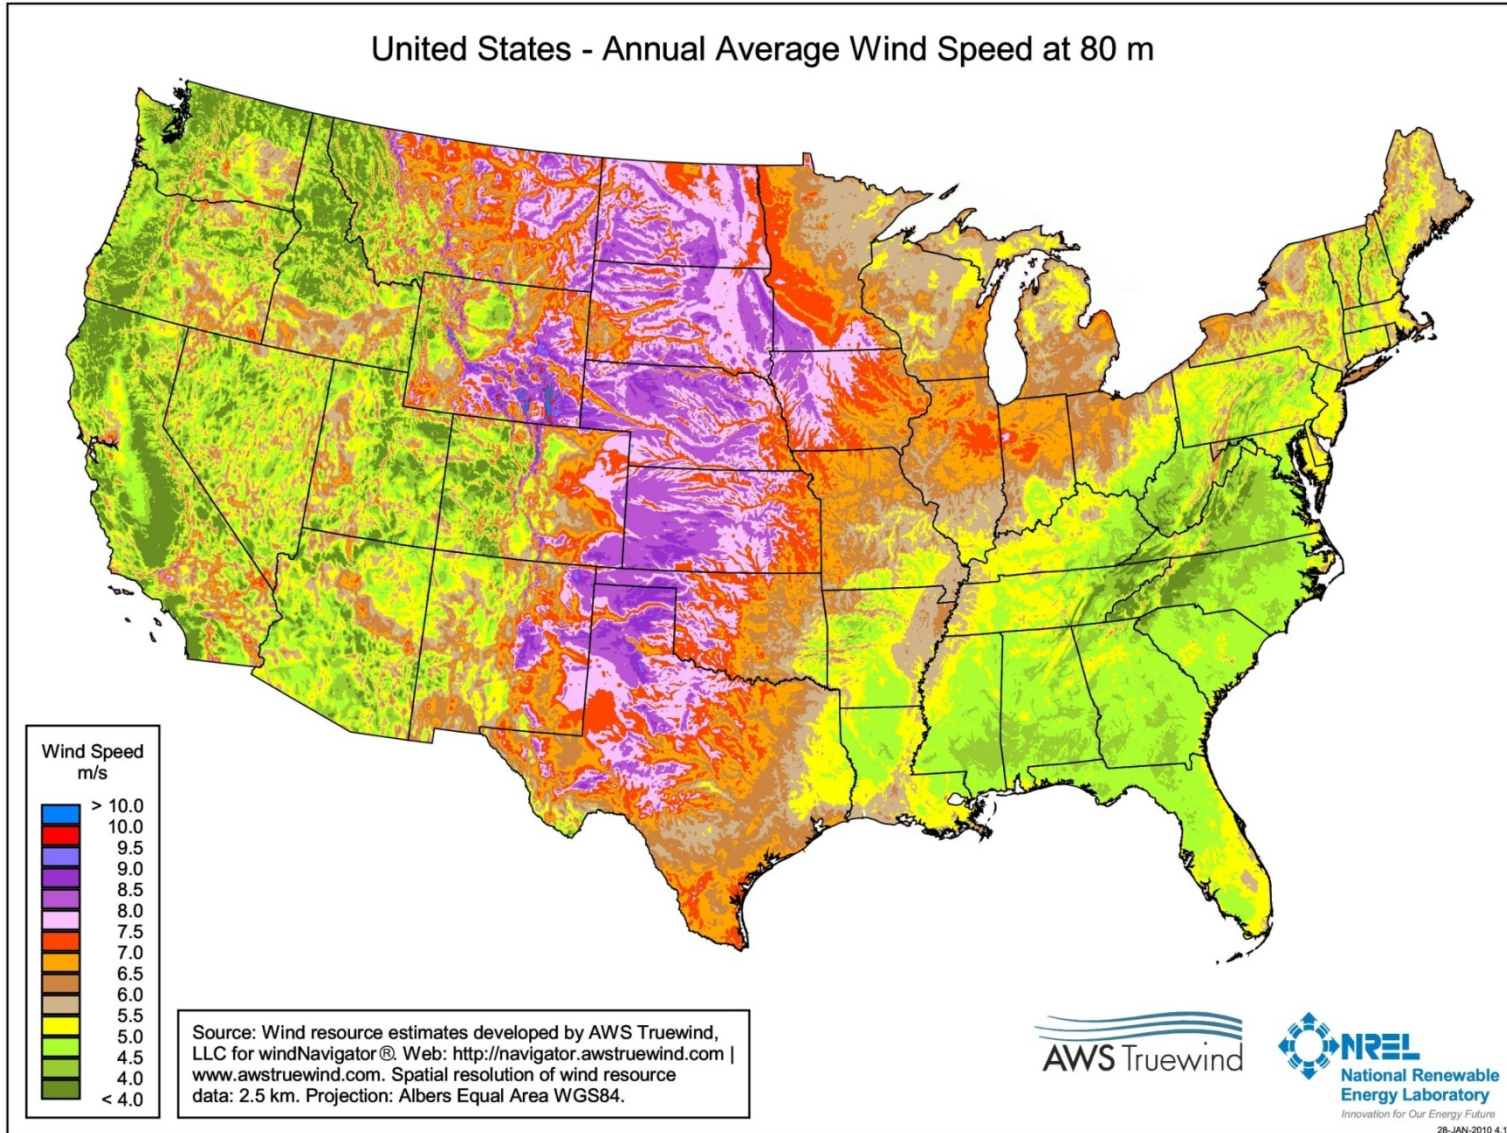 United States - Annual Average Wind Speed at 80 m
Wind Speed
m/s
> 10.0
10.0
9.5
9.0
8.5
8.0
7.5
7.0
6.5
6.0
5.5
5.0
4.5
4.0
< 4.0
Source: Wind resource estimates developed by AWS Truewind,
LLC for windNavigator®. Web: http://navigator.awstruewind.com |
www.awstruewind.com. Spatial resolution of wind resource
data: 2.5 km. Projection: Albers Equal Area WGS84.
AWS Truewind
NREL
National Renewable
Energy Laboratory
Innovation for Our Energy Future
28-JAN-2010 4.1